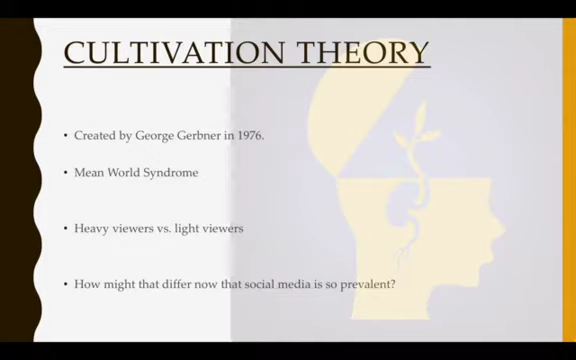 CULTIVATION THEORY
• Created by George Gerbner in 1976.
• Mean World Syndrome
• Heavy viewers vs. light viewers
• How might that differ now that social media is so prevalent?